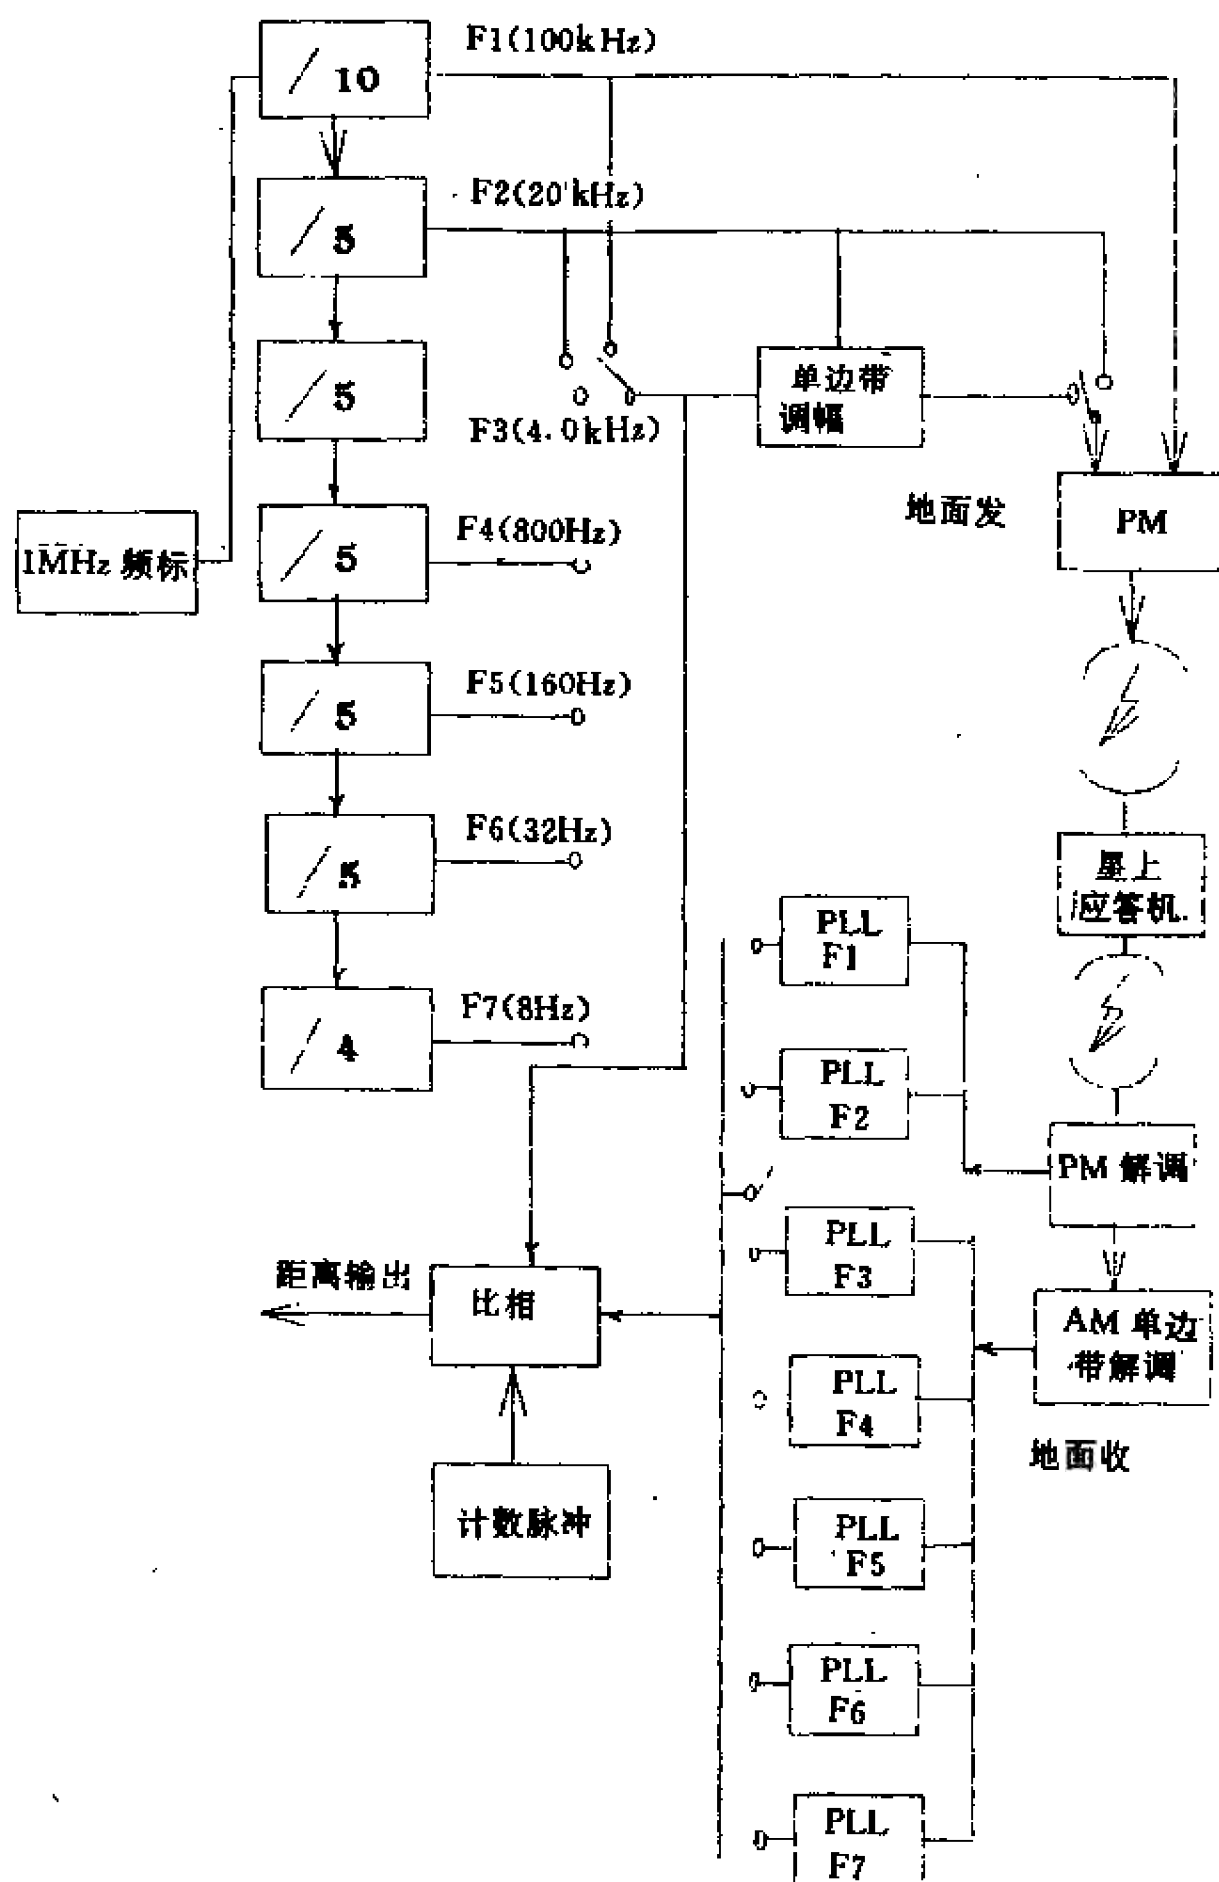 F1(100kHz)
/10
F2(20kHz)
/5
/5
单边带
调幅
F3(4.0kHz)
1MHz 频标
F4(800Hz)
/5
地面发
PM
F5(160Hz)
/5
F6(32Hz)
/5
星上
应答机
PLL
F1
F7(8Hz)
/4
PLL
F2
PM 解调
PLL
F3
距离输出
比相
AM 单边
带解调
PLL
F4
地面收
计数脉冲
PLL
F5
PLL
F6
PLL
F7